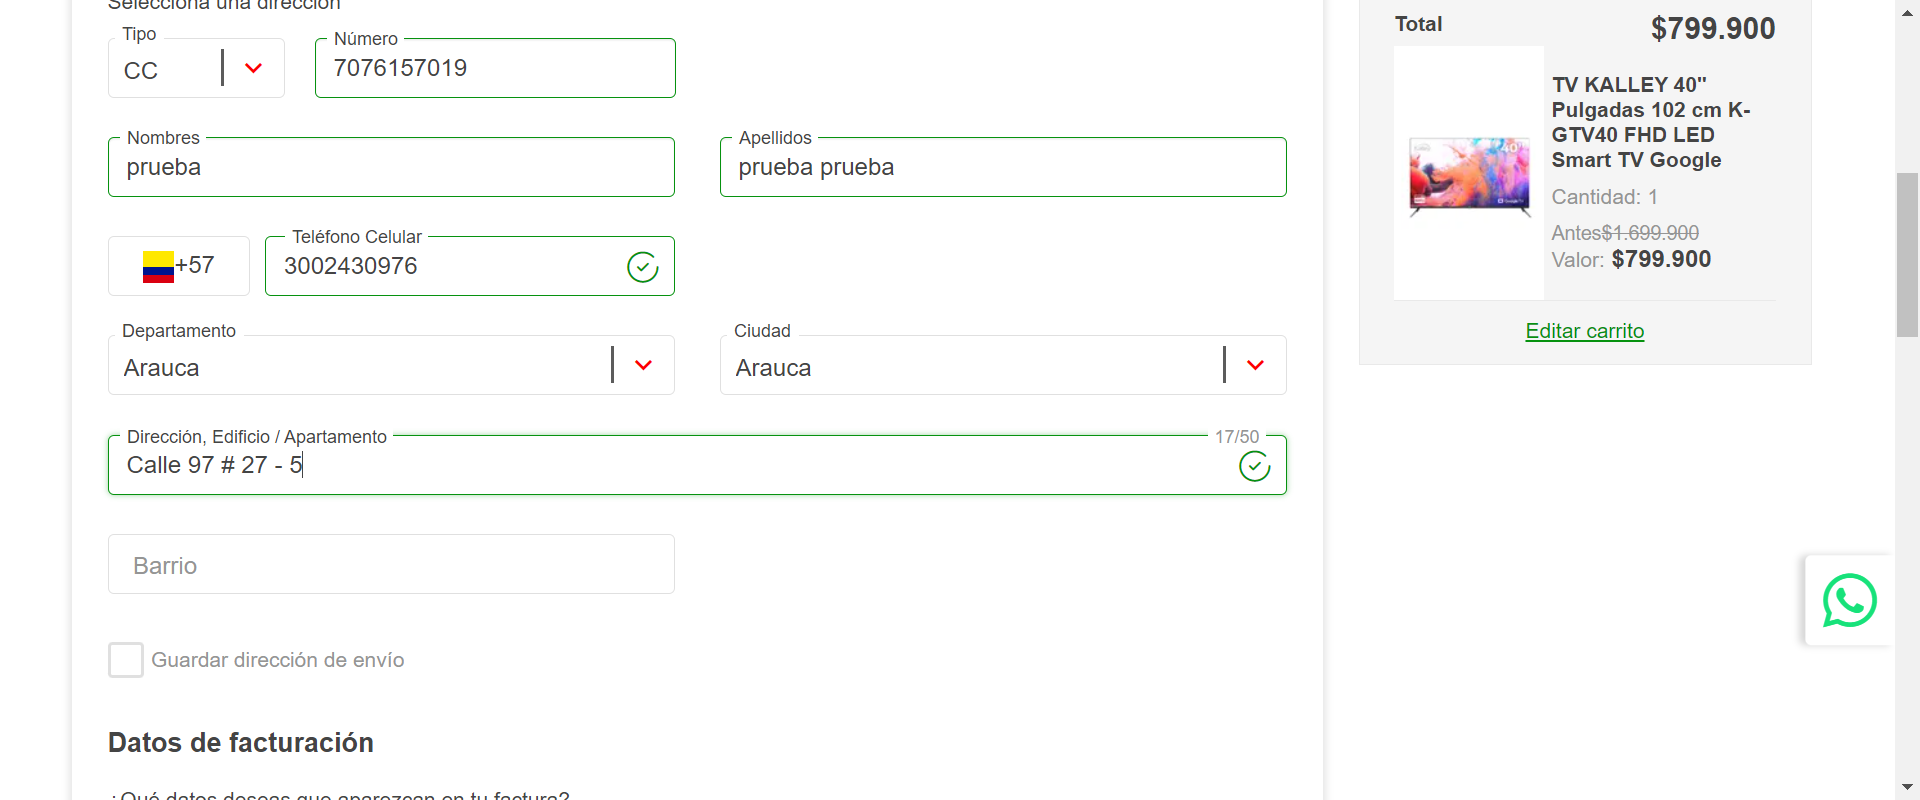 Selecciona una dirección
Tipo
CC
Número
7076157019
Nombres
prueba
Apellidos
prueba prueba
+57
Teléfono Celular
3002430976
Departamento
Arauca
Ciudad
Arauca
Dirección, Edificio / Apartamento
17/50
Calle 97 # 27 - 5
Barrio
Guardar dirección de envío
Datos de facturación
¿Qué datos deseas que aparezcan en tu factura?
Total
$799.900
TV KALLEY 40"
Pulgadas 102 cm K-
GTV40 FHD LED
Smart TV Google
Cantidad: 1
Antes$1.699.900
Valor: $799.900
Editar carrito